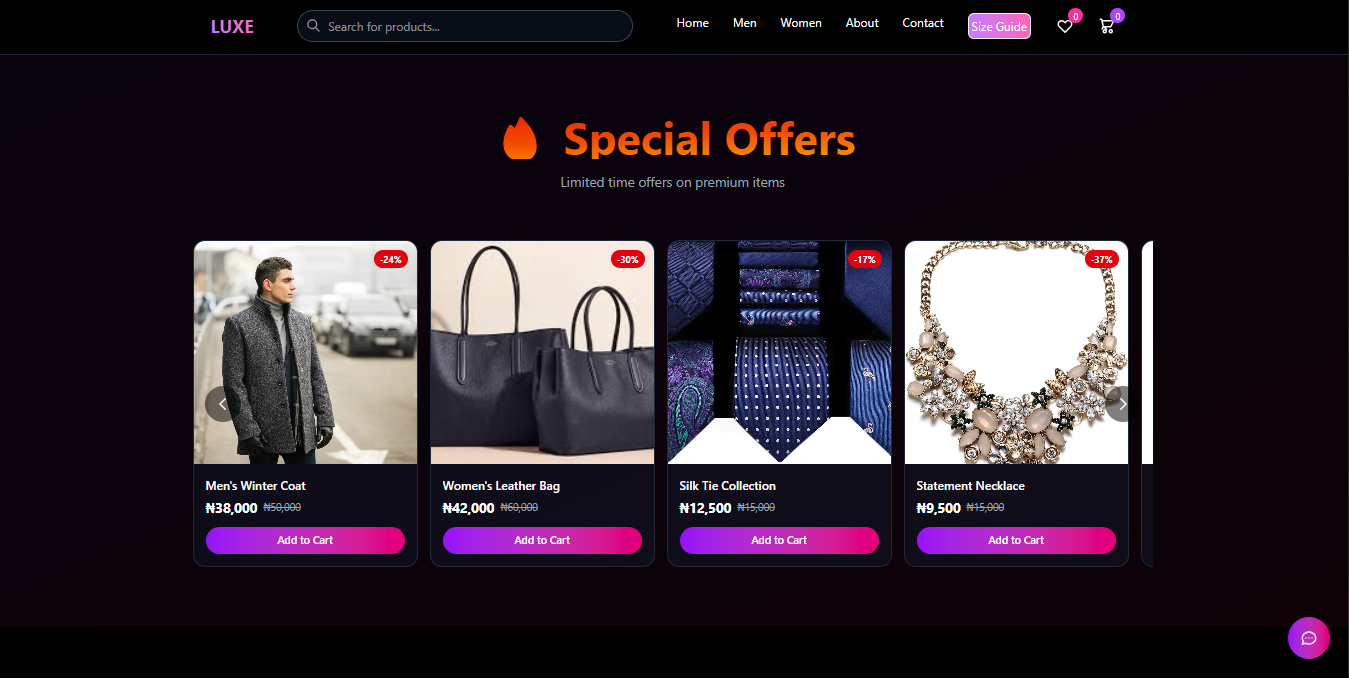 LUXE
Search for products...
Home
Men
Women
About
Contact
Size Guide
0
0
Special Offers
Limited time offers on premium items
-24%
-30%
-17%
-37%
Men's Winter Coat
₦38,000 ₦50,000
Add to Cart
Women's Leather Bag
₦42,000 ₦60,000
Add to Cart
Silk Tie Collection
₦12,500 ₦15,000
Add to Cart
Statement Necklace
₦9,500 ₦15,000
Add to Cart